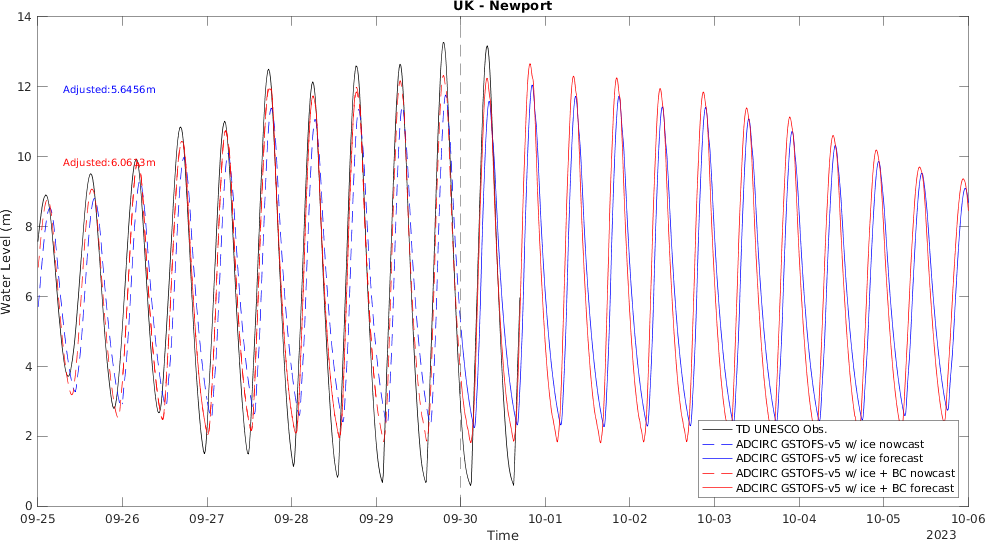 UK - Newport
14
12
10
8
6
4
2
0
Water Level (m)
Adjusted:5.6456m
TD UNESCO Obs.
ADCIRC GSTOFS-v5 w/ ice nowcast
ADCIRC GSTOFS-v5 w/ ice forecast
ADCIRC GSTOFS-v5 w/ ice + BC nowcast
ADCIRC GSTOFS-v5 w/ ice + BC forecast
09-25 09-26 09-27 09-28 09-29 09-30 10-01 10-02 10-03 10-04 10-05 10-06
Time
2023